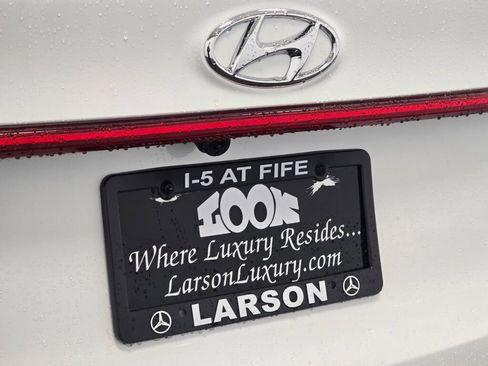 I-5 AT FIFE
LOOK
Where Luxury Resides...
LarsonLuxury.com
LARSON